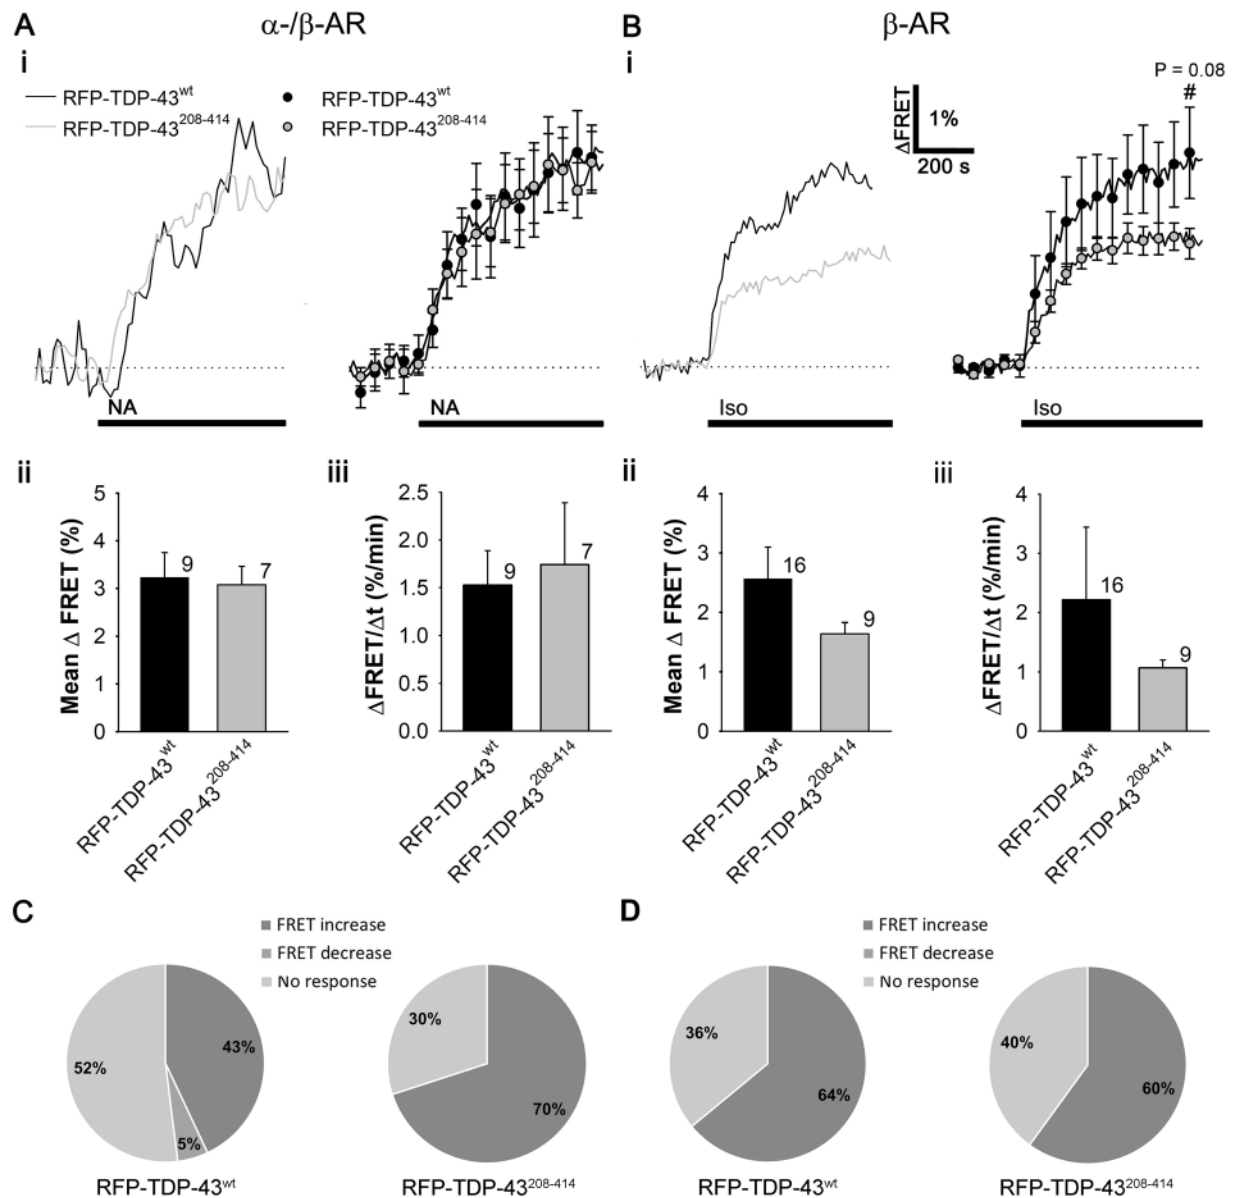 A α-/β-AR B β-AR
i i
RFP-TDP-43wt RFP-TDP-43wt
RFP-TDP-43208-414 RFP-TDP-43208-414
ΔFRET 1%
200 s
P = 0.08
#
NA NA Iso Iso
ii iii ii iii
Mean Δ FRET (%)
5
4
3
2
1
0
9 7
RFP-TDP-43wt
RFP-TDP-43208-414
ΔFRET/Δt (%/min)
2.5
2.0
1.5
1.0
0.5
0.0
9 7
RFP-TDP-43wt
RFP-TDP-43208-414
Mean Δ FRET (%)
4
3
2
1
0
16 9
RFP-TDP-43wt
RFP-TDP-43208-414
ΔFRET/Δt (%/min)
4
3
2
1
0
16 9
RFP-TDP-43wt
RFP-TDP-43208-414
C
FRET increase
FRET decrease
No response
52% 43% 5%
RFP-TDP-43wt
30% 70%
RFP-TDP-43208-414
D
FRET increase
FRET decrease
No response
36% 64%
RFP-TDP-43wt
40% 60%
RFP-TDP-43208-414